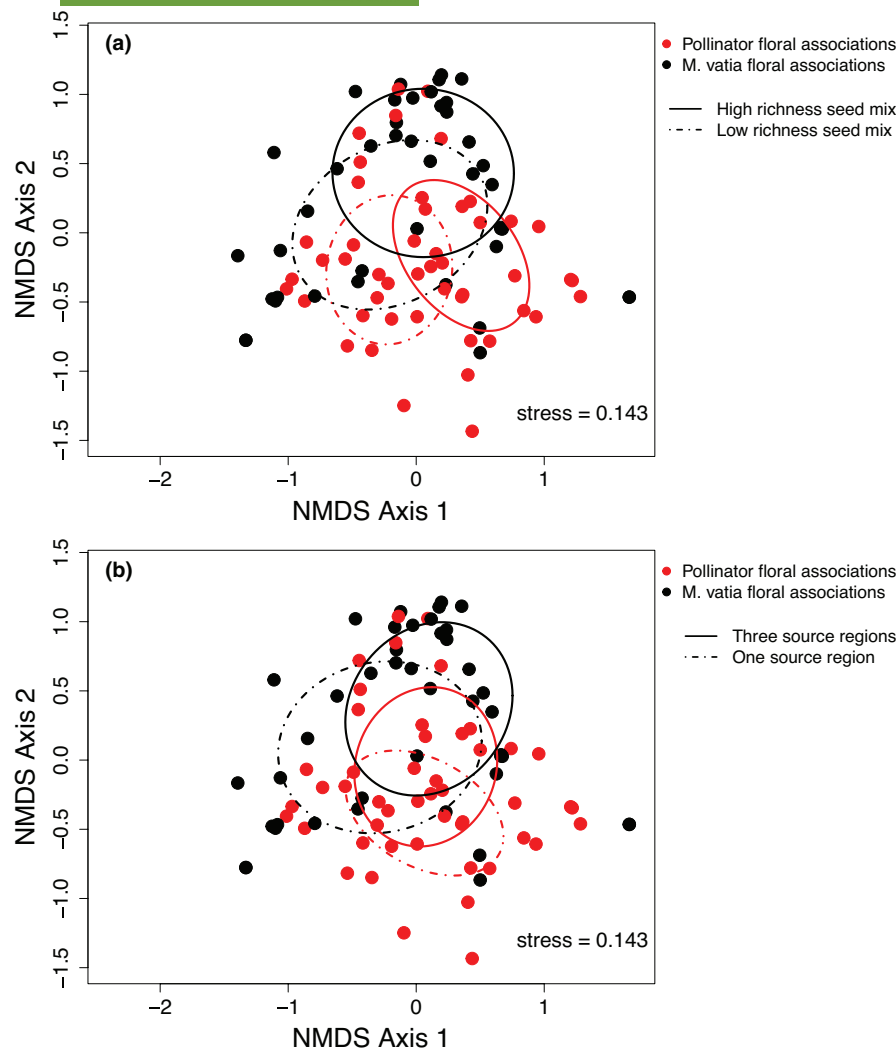 (a)
Pollinator floral associations
M. vatia floral associations
High richness seed mix
Low richness seed mix
1.5
1.0
0.5
0.0
−0.5
−1.0
−1.5
NMDS Axis 2
stress = 0.143
−2
−1
0
1
NMDS Axis 1
(b)
Pollinator floral associations
M. vatia floral associations
Three source regions
One source region
1.5
1.0
0.5
0.0
−0.5
−1.0
−1.5
NMDS Axis 2
stress = 0.143
−2
−1
0
1
NMDS Axis 1